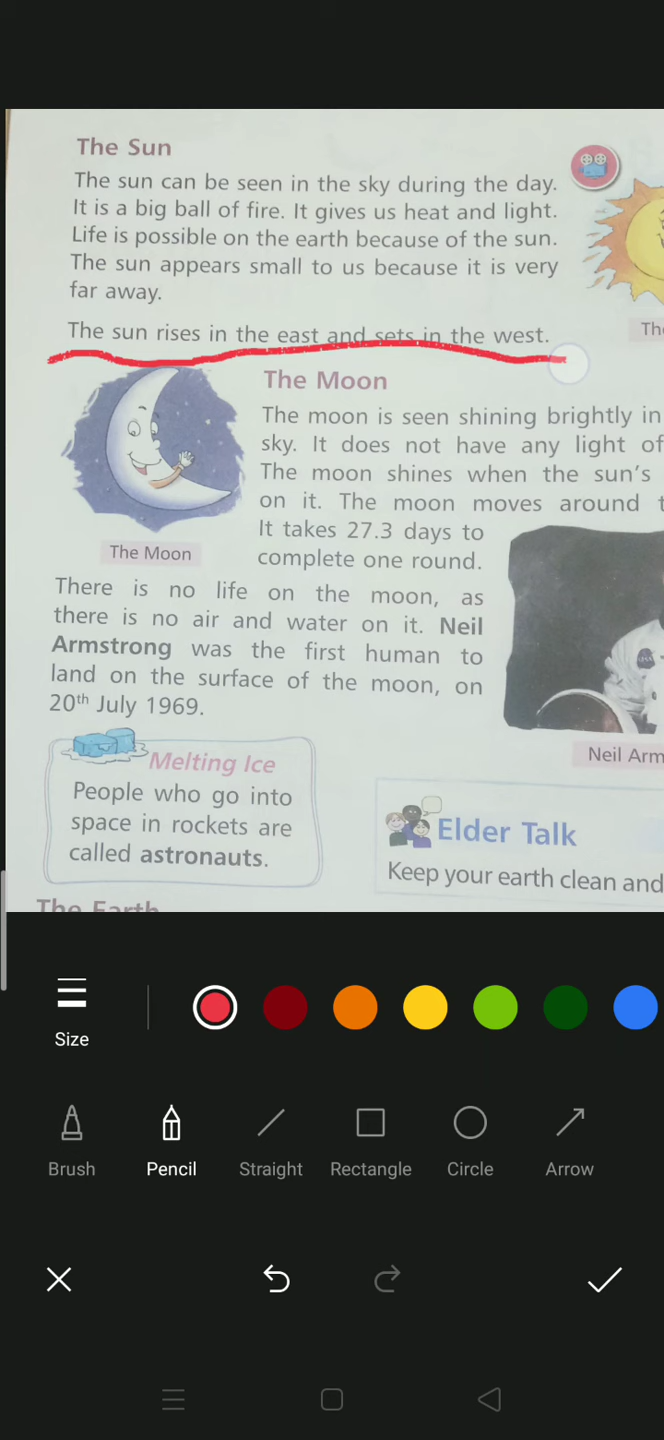 The Sun
The sun can be seen in the sky during the day.
It is a big ball of fire. It gives us heat and light.
Life is possible on the earth because of the sun.
The sun appears small to us because it is very
far away.
The sun rises in the east and sets in the west.
The Moon
The moon is seen shining brightly in
sky. It does not have any light of
The moon shines when the sun's
on it. The moon moves around
It takes 27.3 days to
complete one round.
The Moon
There is no life on the moon, as
there is no air and water on it. Neil
Armstrong was the first human to
land on the surface of the moon, on
20th July 1969.
Neil Arm
Melting Ice
People who go into
space in rockets are
called astronauts.
Elder Talk
Keep your earth clean and
The Earth
Size
Brush Pencil Straight Rectangle Circle Arrow